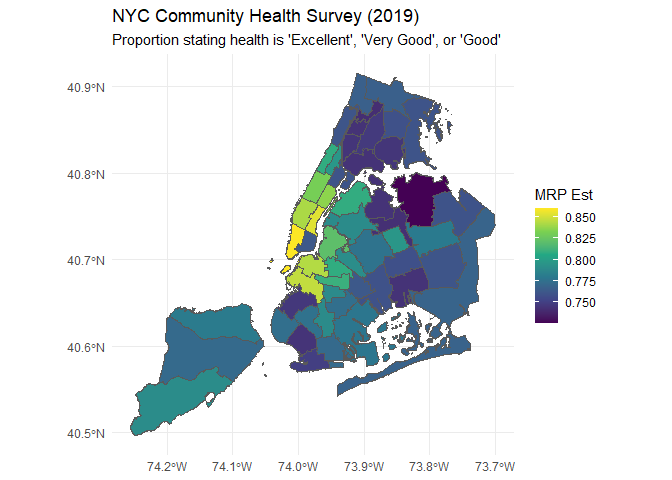 NYC Community Health Survey (2019)
Proportion stating health is 'Excellent', 'Very Good', or 'Good'
40.9°N
40.8°N
40.7°N
40.6°N
40.5°N
74.2°W 74.1°W 74.0°W 73.9°W 73.8°W 73.7°W
MRP Est
0.850
0.825
0.800
0.775
0.750